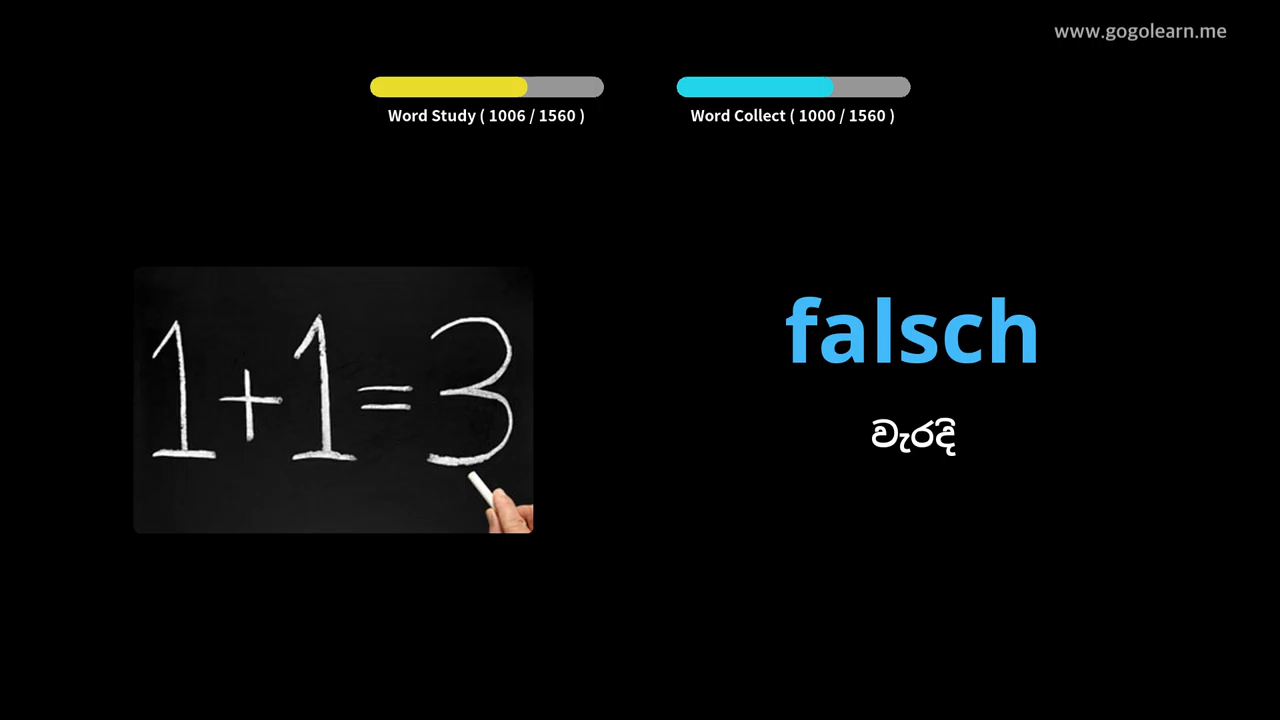 www.gogolearn.me
Word Study ( 1006 / 1560 )
Word Collect ( 1000 / 1560 )
1+1=3
falsch
වැරදි